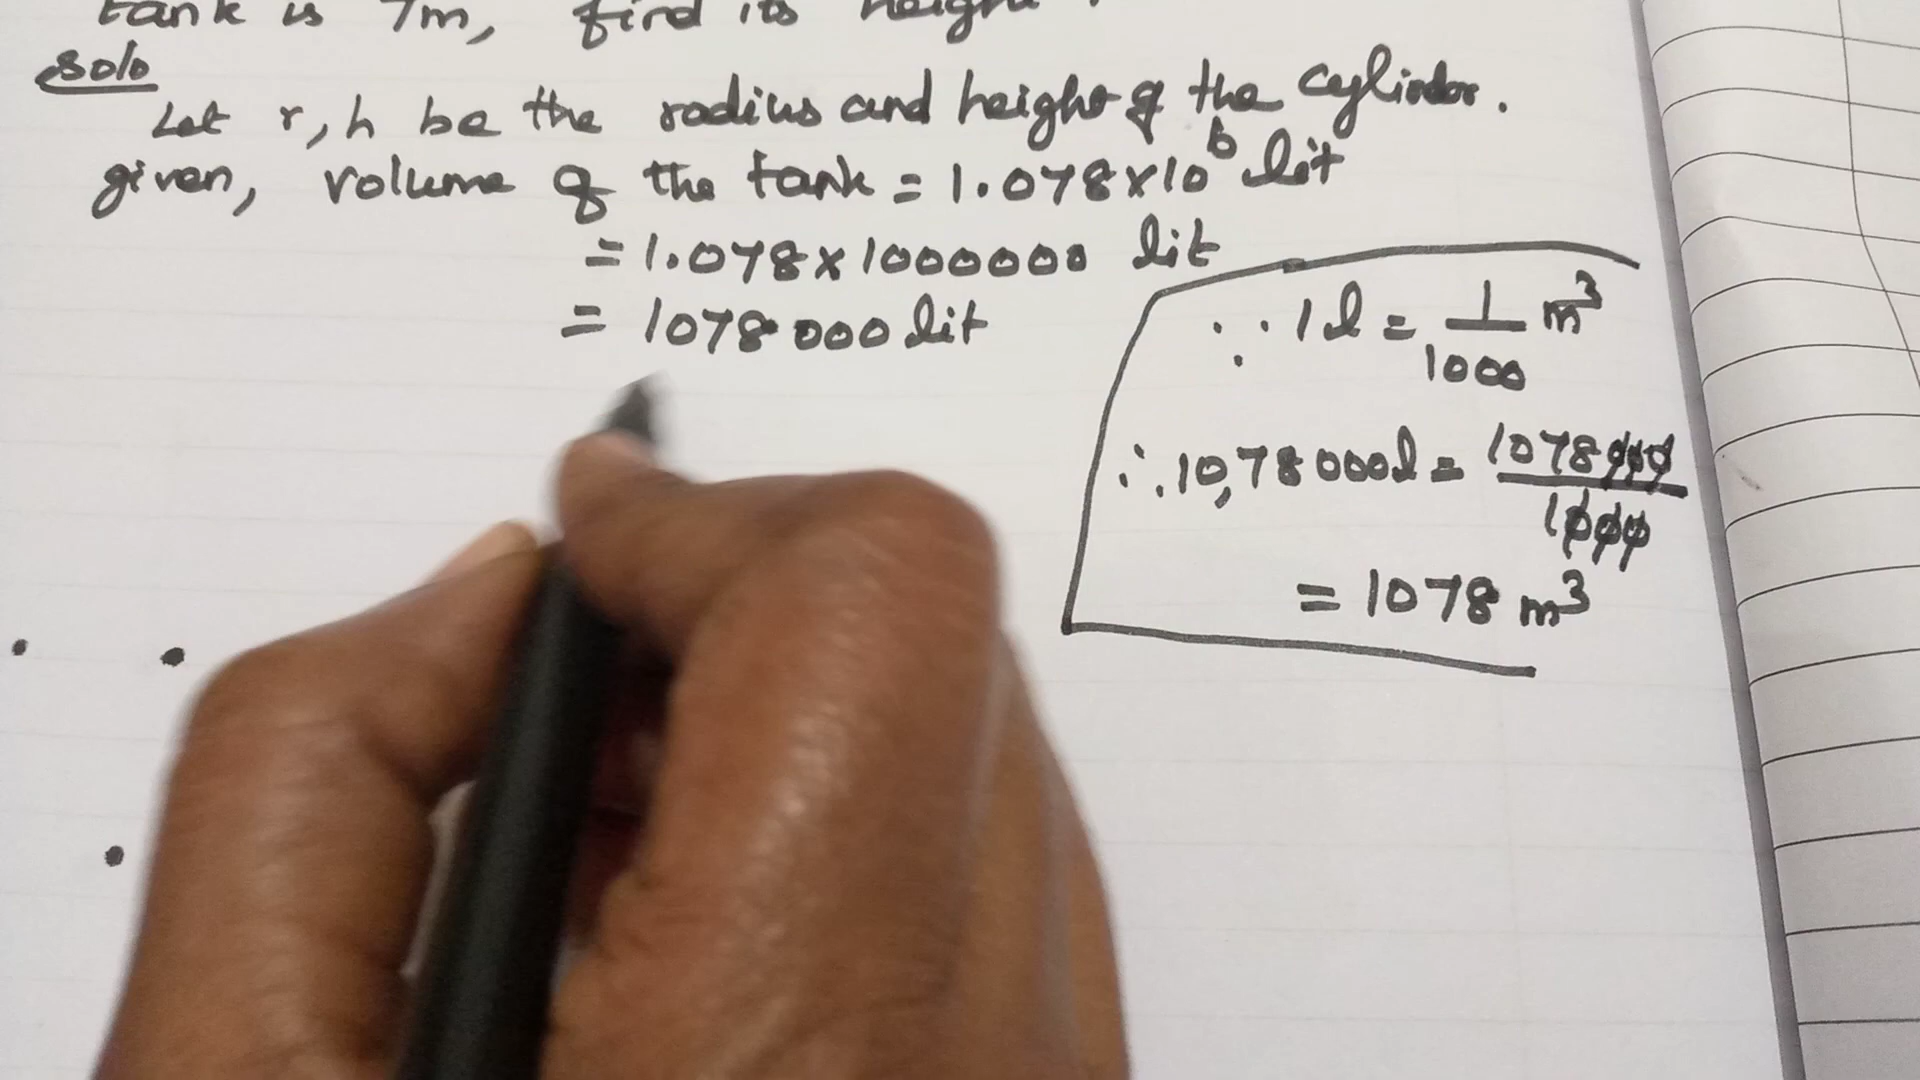 tank is 7m, find its height.
Solo
Let r, h be the radius and height of the cylinder.
given, volume of the tank = 1.078×10⁶ lit
= 1.078×1000000 lit
= 1078000 lit
∵ 1l = 1/1000 m³
∴ 10,78000l = 1078000/1000
= 1078 m³